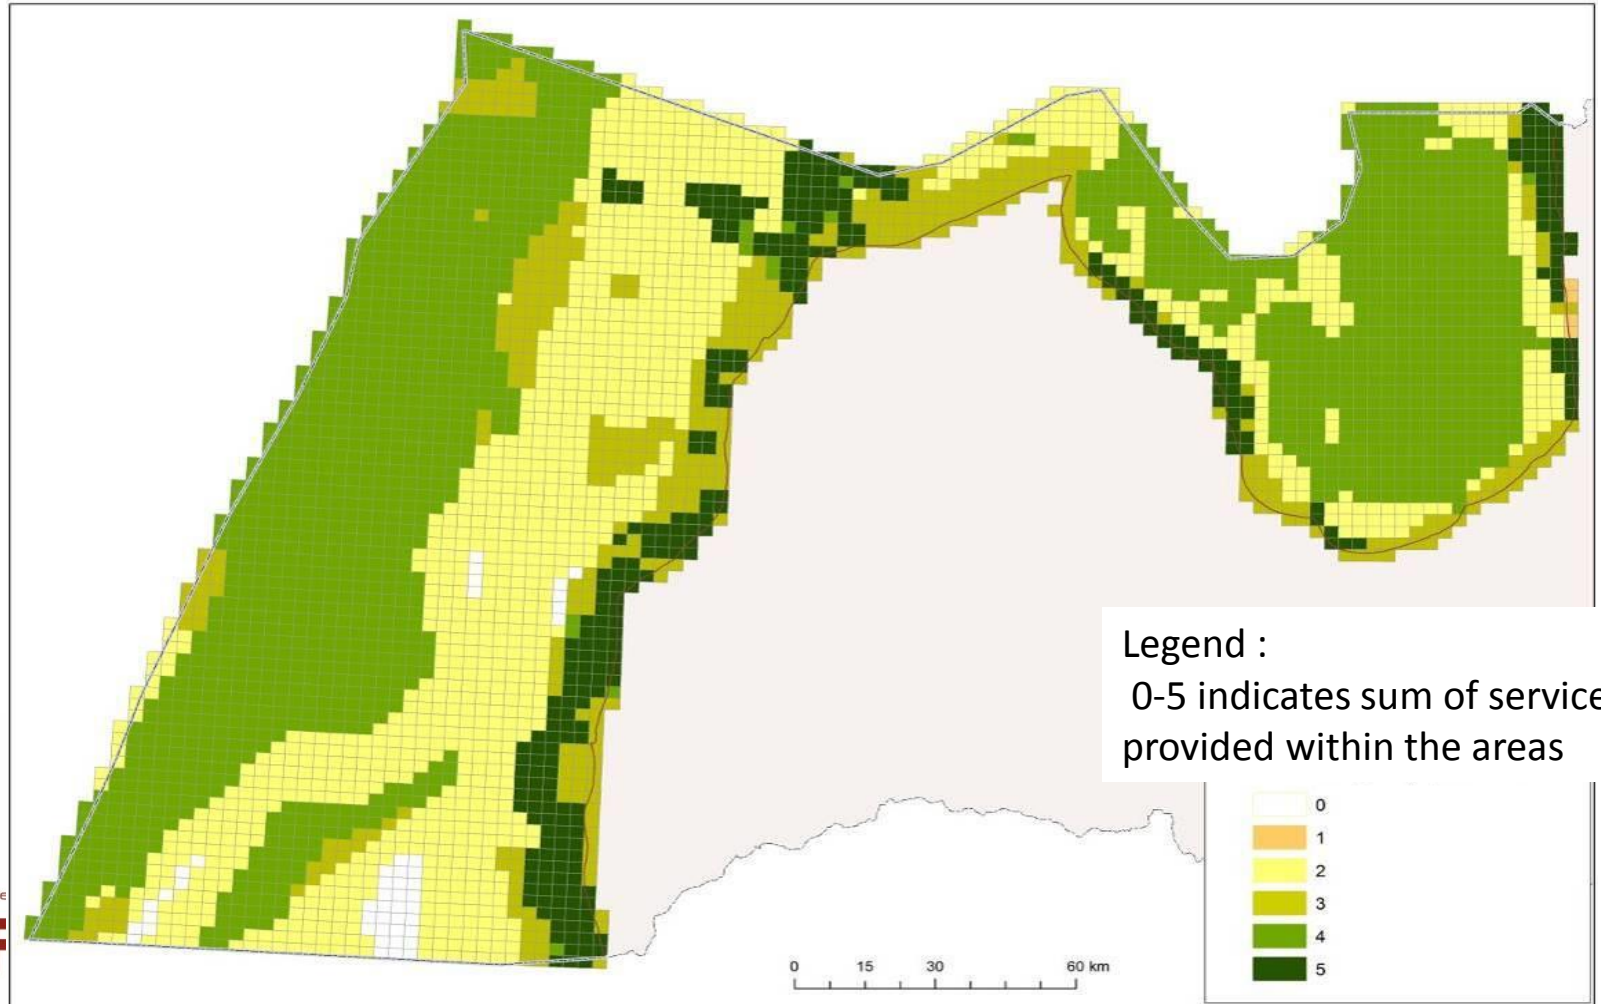 Legend :
0-5 indicates sum of service
provided within the areas
0
1
2
3
4
5
0 15 30 60 km
e